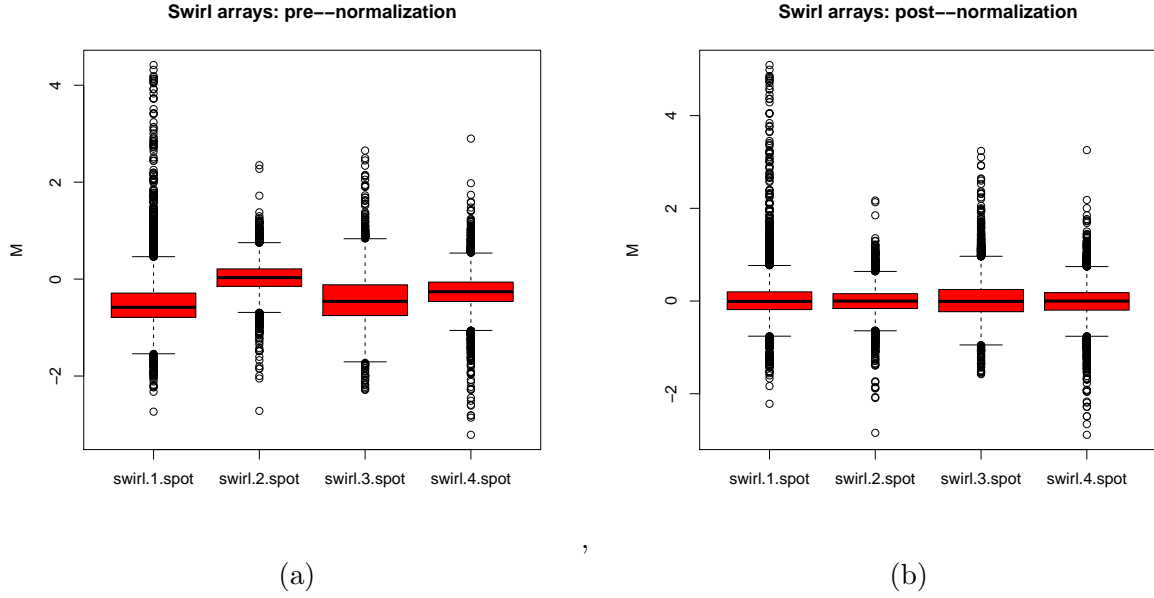 Swirl arrays: pre−−normalization
M
4
2
0
−2
swirl.1.spot swirl.2.spot swirl.3.spot swirl.4.spot
(a)
,
Swirl arrays: post−−normalization
M
4
2
0
−2
swirl.1.spot swirl.2.spot swirl.3.spot swirl.4.spot
(b)